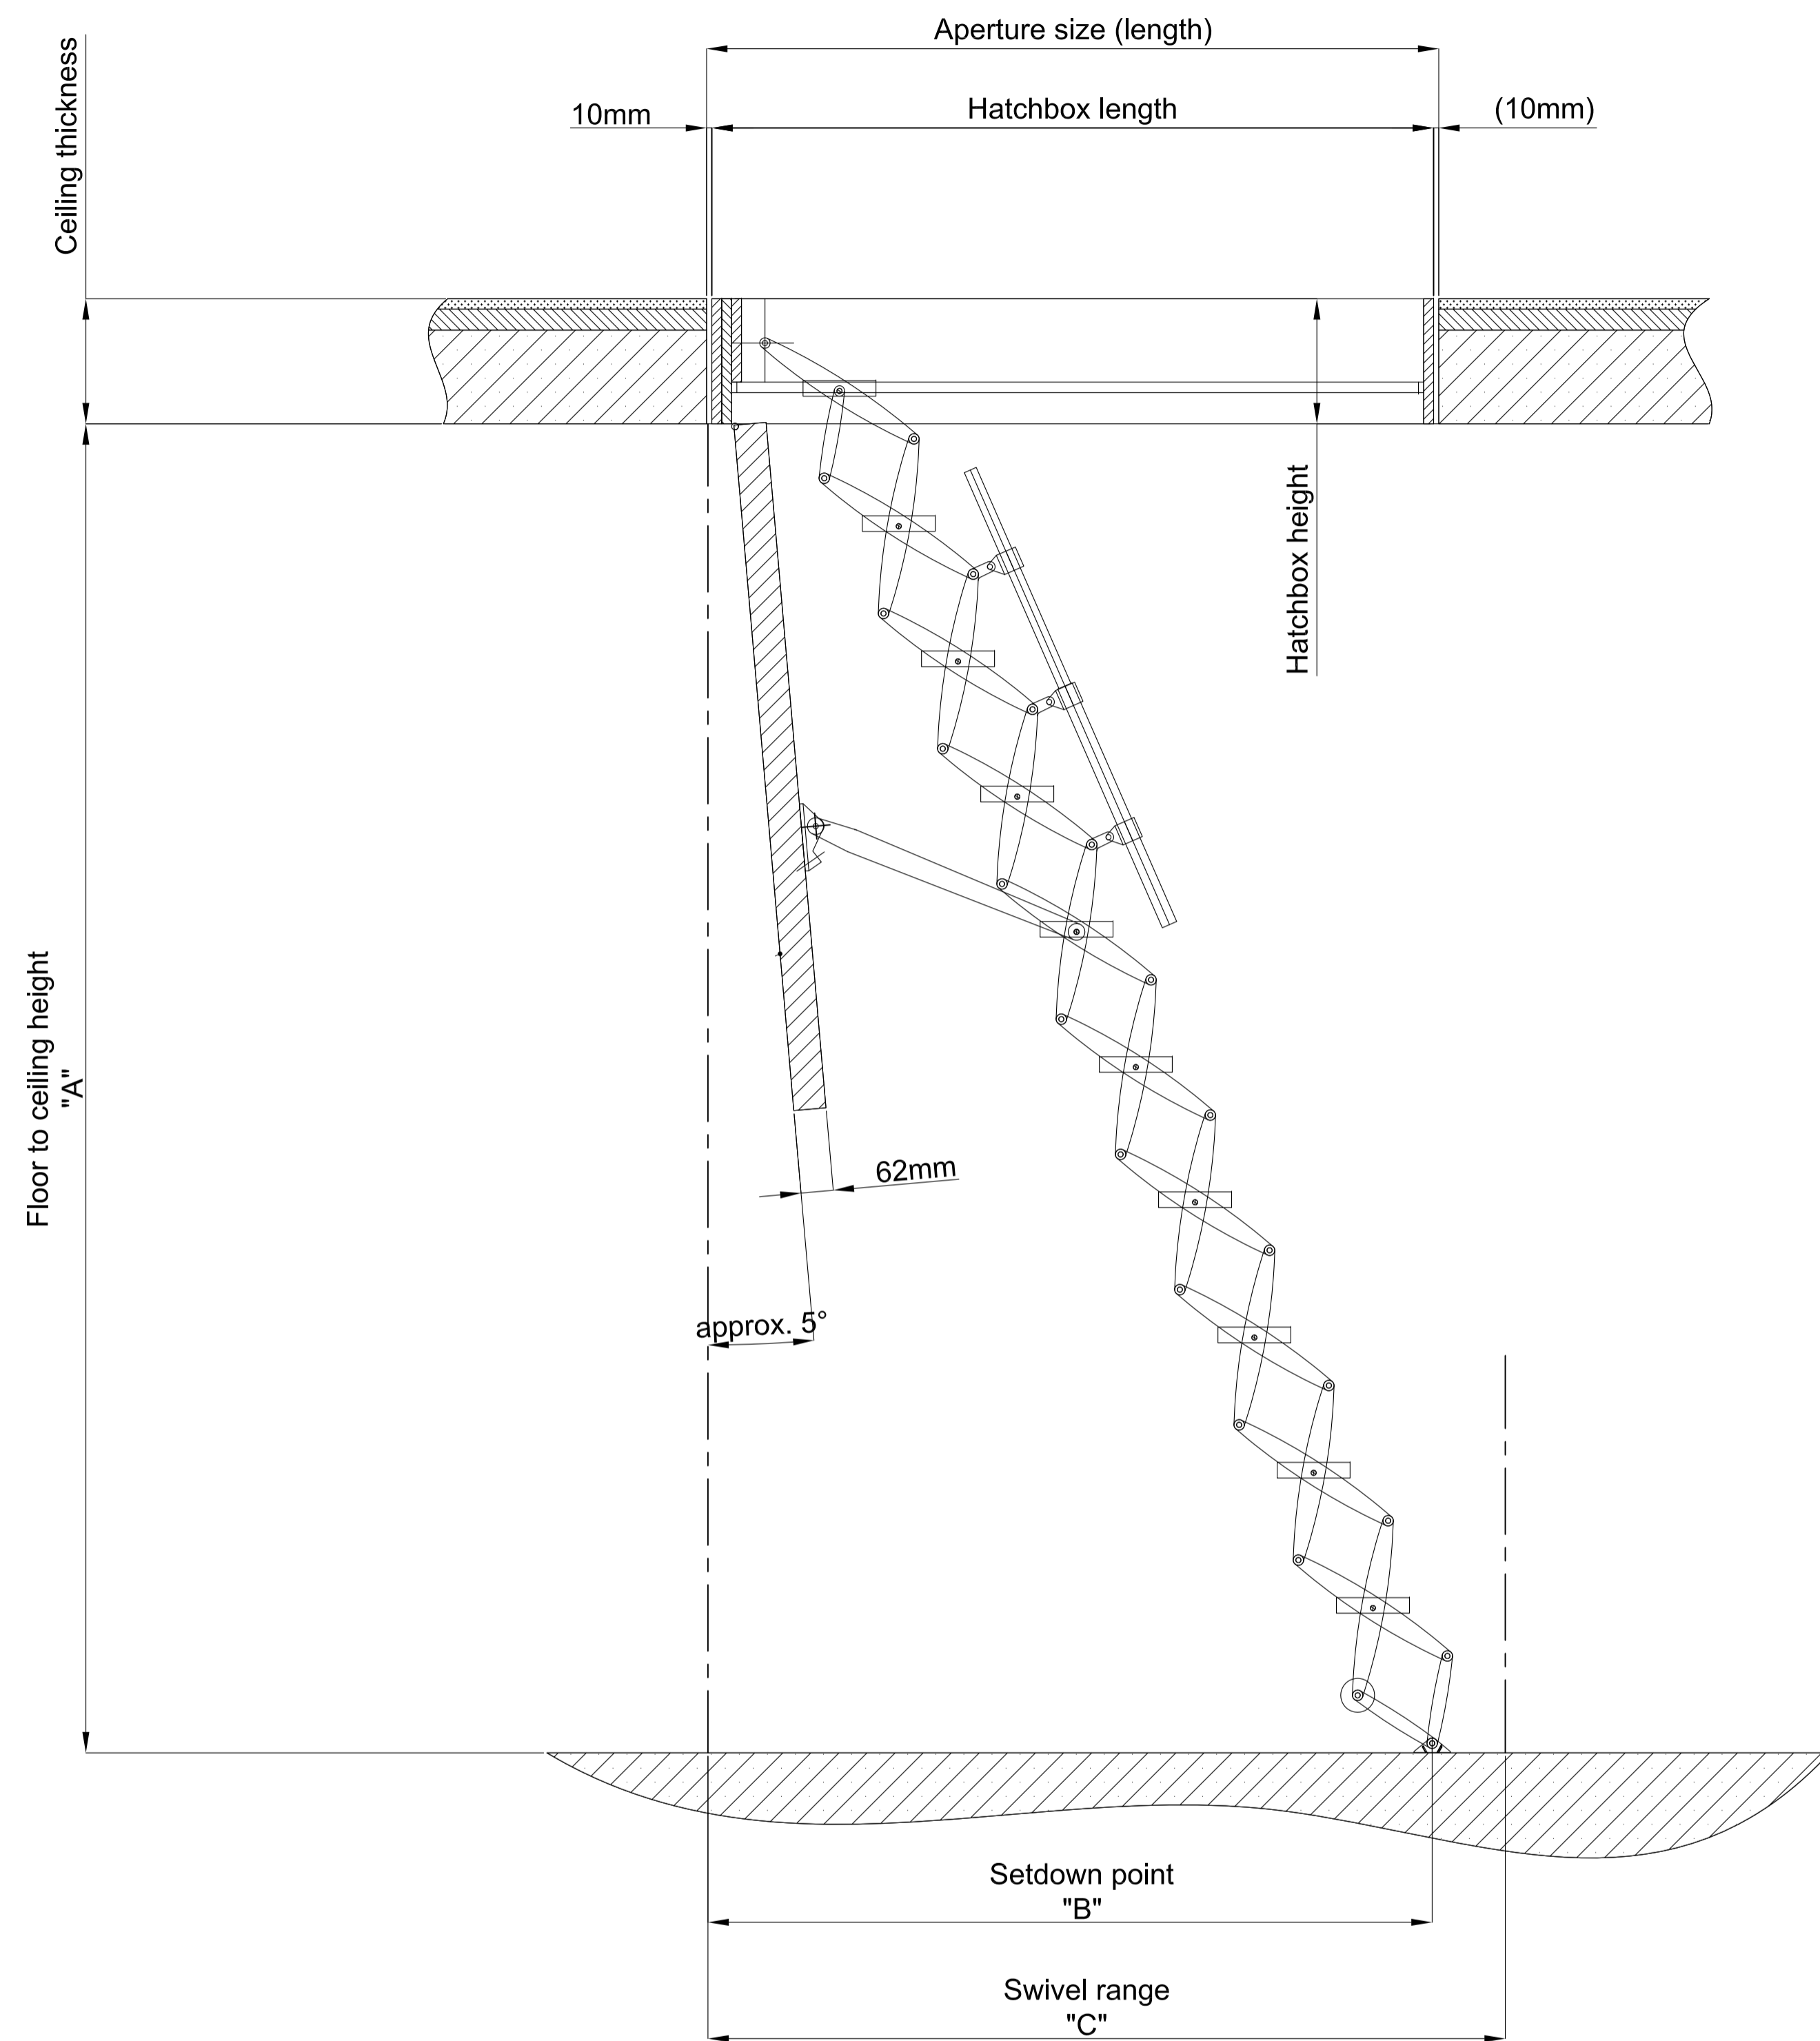 Aperture size (length)
Ceiling thickness
10mm
Hatchbox length
(10mm)
Hatchbox height
Floor to ceiling height
"A"
62mm
approx. 5°
Setdown point
"B"
Swivel range
"C"